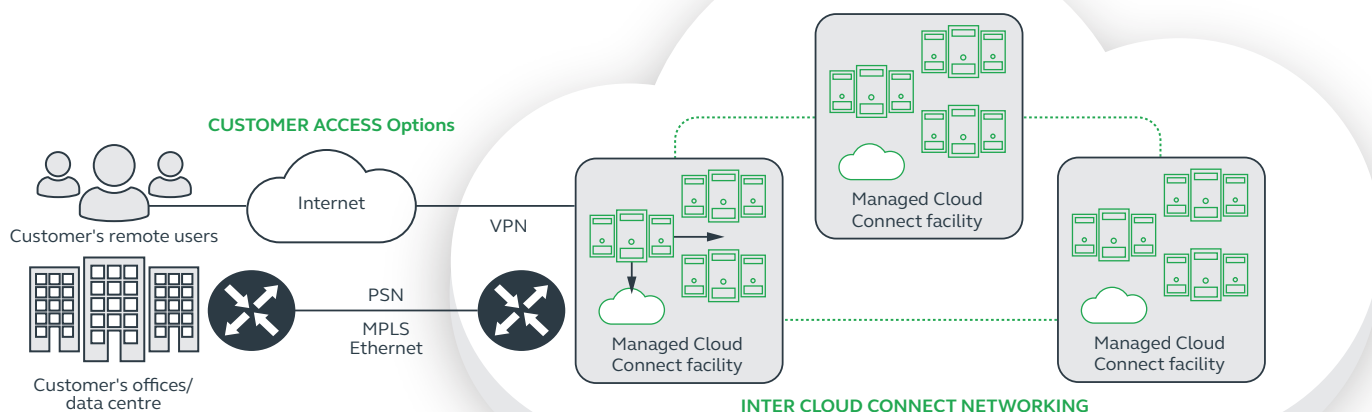 CUSTOMER ACCESS Options
Customer's remote users
Internet
VPN
Customer's offices/
data centre
PSN
MPLS
Ethernet
Managed Cloud
Connect facility
Managed Cloud
Connect facility
Managed Cloud
Connect facility
INTER CLOUD CONNECT NETWORKING